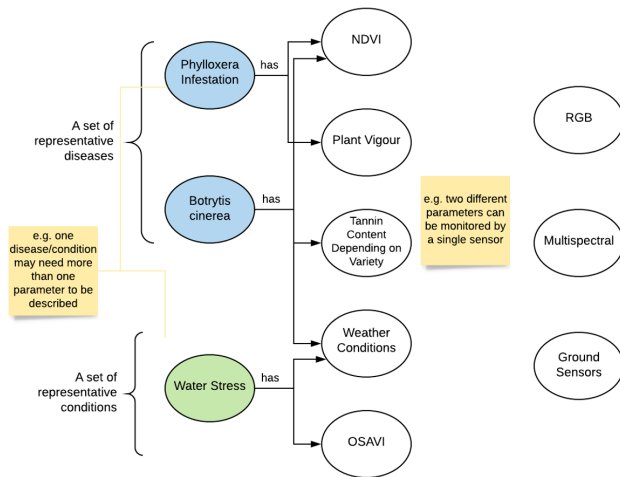 NDVI
Phylloxera
Infestation
has
A set of
representative
diseases
RGB
Plant Vigour
e.g. two different
parameters can
be monitored by
a single sensor
Botrytis
cinerea
has
Tannin
Content
Depending on
Variety
Multispectral
e.g. one
disease/condition
may need more
than one
parameter to be
described
Weather
Conditions
Ground
Sensors
A set of
representative
conditions
Water Stress
has
OSAVI